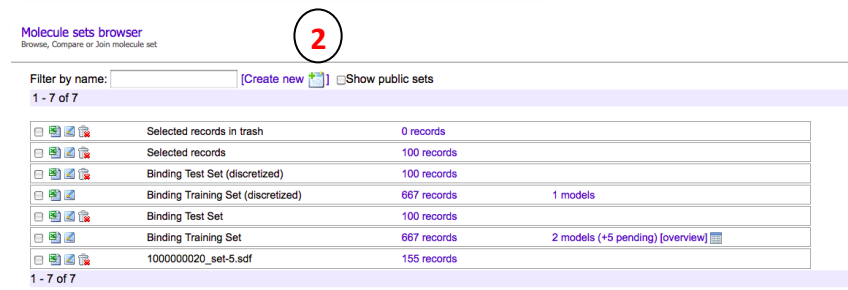 Molecule sets browser
Browse, Compare or Join molecule set
2
Filter by name: [Create new ] Show public sets
1 - 7 of 7
Selected records in trash 0 records
Selected records 100 records
Binding Test Set (discretized) 100 records
Binding Training Set (discretized) 667 records 1 models
Binding Test Set 100 records
Binding Training Set 667 records 2 models (+5 pending) [overview]
1000000020_set-5.sdf 155 records
1 - 7 of 7